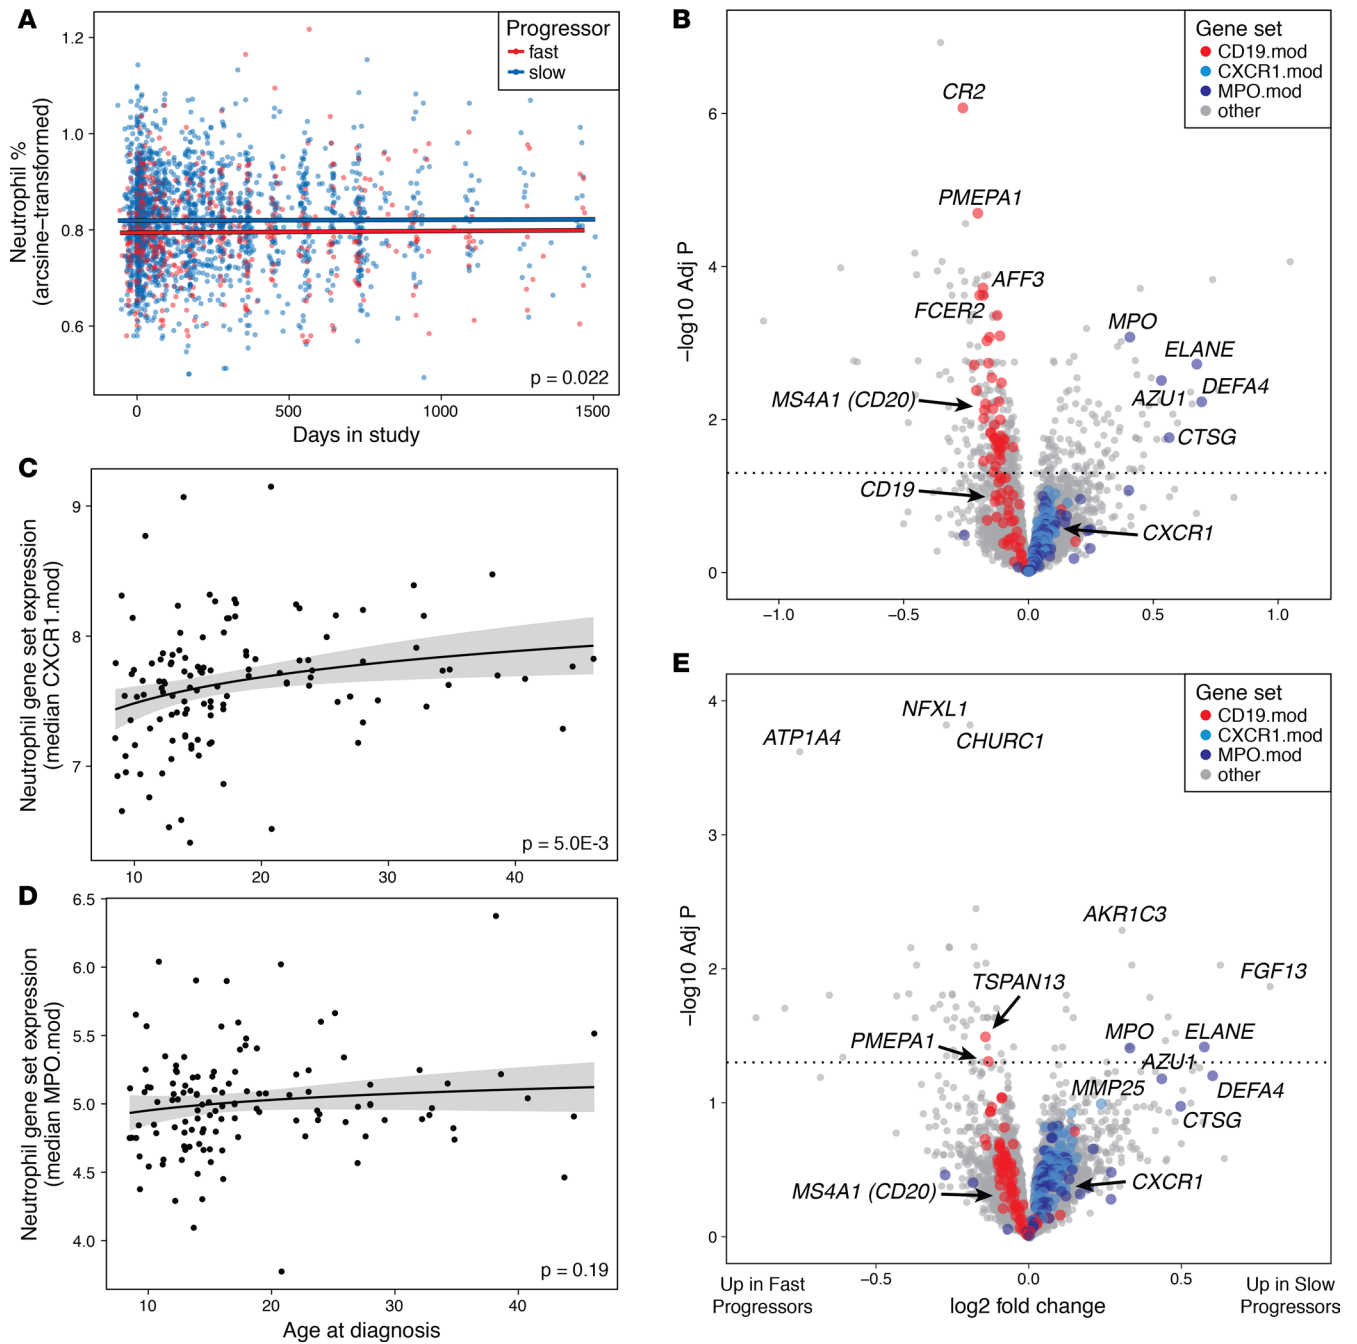 A
Neutrophil %
(arcsine–transformed)
1.2
1.0
0.8
0.6
Progressor
fast
slow
p = 0.022
0
500
1000
1500
Days in study
B
−log10 Adj P
6
4
2
0
Gene set
CD19.mod
CXCR1.mod
MPO.mod
other
CR2
PMEPA1
AFF3
FCER2
MPO
ELANE
MS4A1 (CD20)
AZU1
DEFA4
CTSG
CD19
CXCR1
−1.0
−0.5
0.0
0.5
1.0
C
Neutrophil gene set expression
(median CXCR1.mod)
9
8
7
p = 5.0E-3
10
20
30
40
D
Neutrophil gene set expression
(median MPO.mod)
6.5
6.0
5.5
5.0
4.5
4.0
p = 0.19
10
20
30
40
Age at diagnosis
E
−log10 Adj P
4
3
2
1
0
Gene set
CD19.mod
CXCR1.mod
MPO.mod
other
NFXL1
ATP1A4
CHURC1
AKR1C3
TSPAN13
FGF13
PMEPA1
MPO
ELANE
AZU1
MMP25
DEFA4
CTSG
MS4A1 (CD20)
CXCR1
−0.5
0.0
0.5
Up in Fast
Progressors
log2 fold change
Up in Slow
Progressors